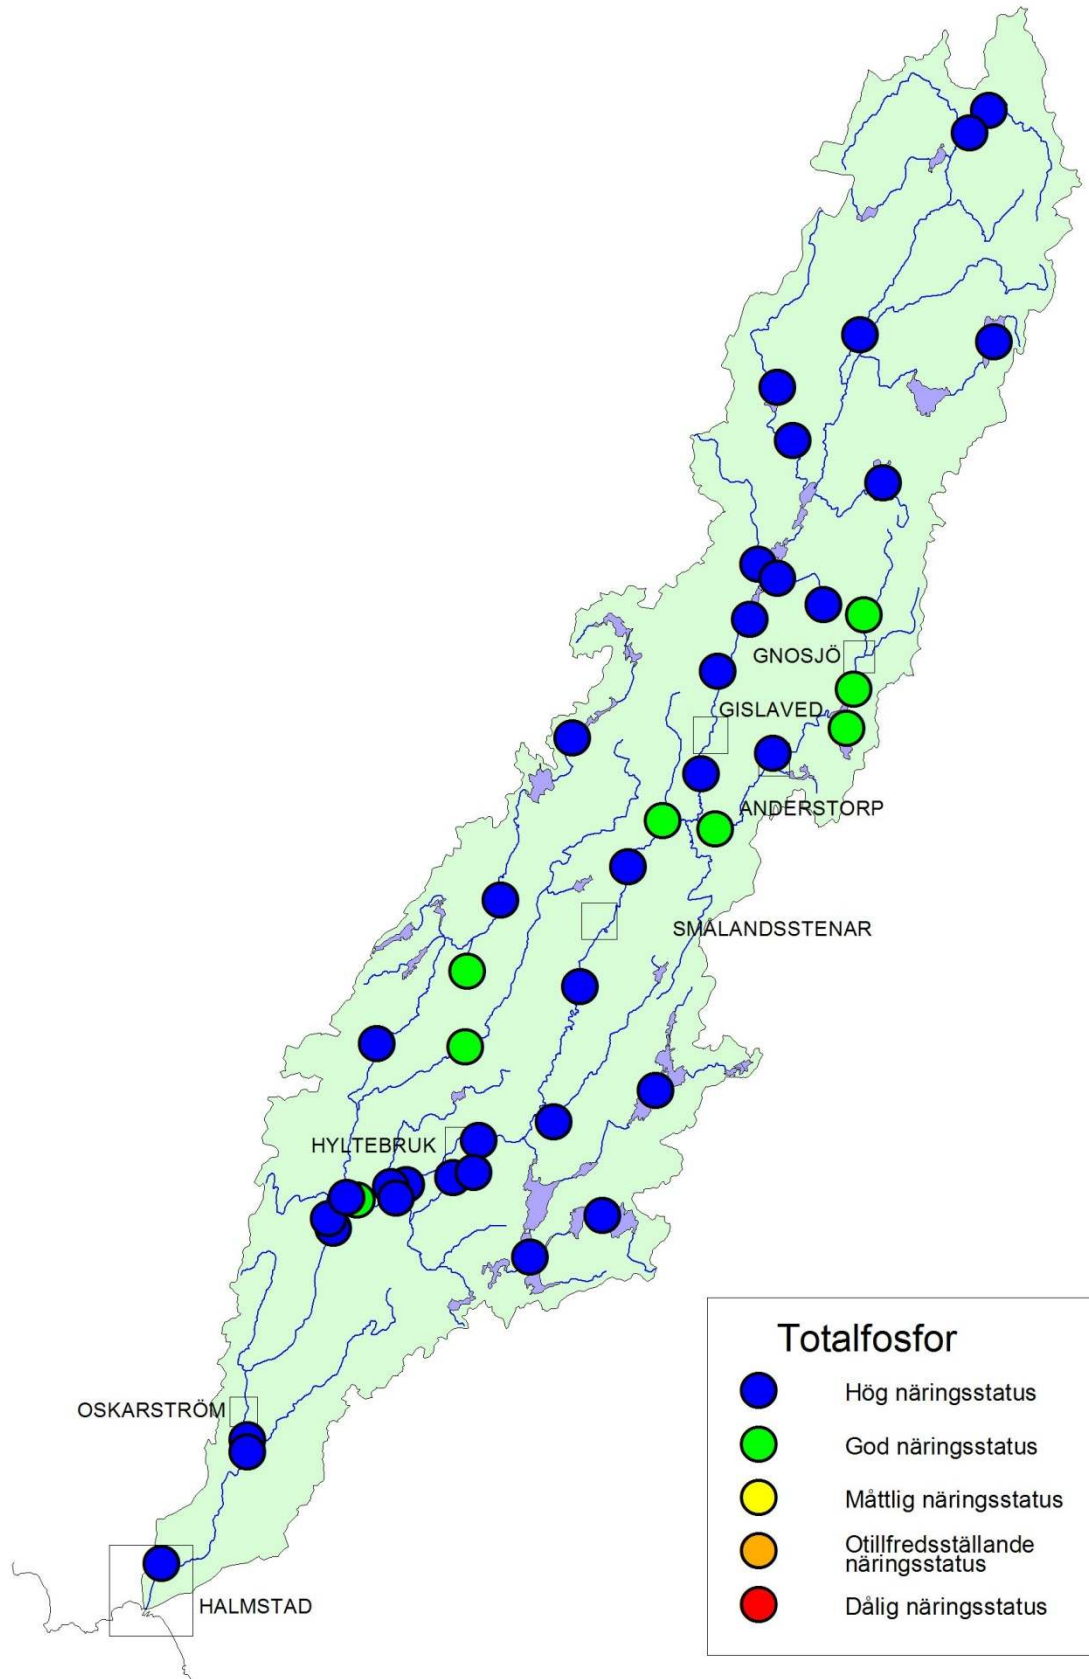 GNOSJÖ
GISLAVED
ANDERSTORP
SMÅLANDSSTENAR
HYLTEBRUK
OSKARSTRÖM
HALMSTAD
Totalfosfor
Hög näringsstatus
God näringsstatus
Måttlig näringsstatus
Otillfredsställande
näringsstatus
Dålig näringsstatus